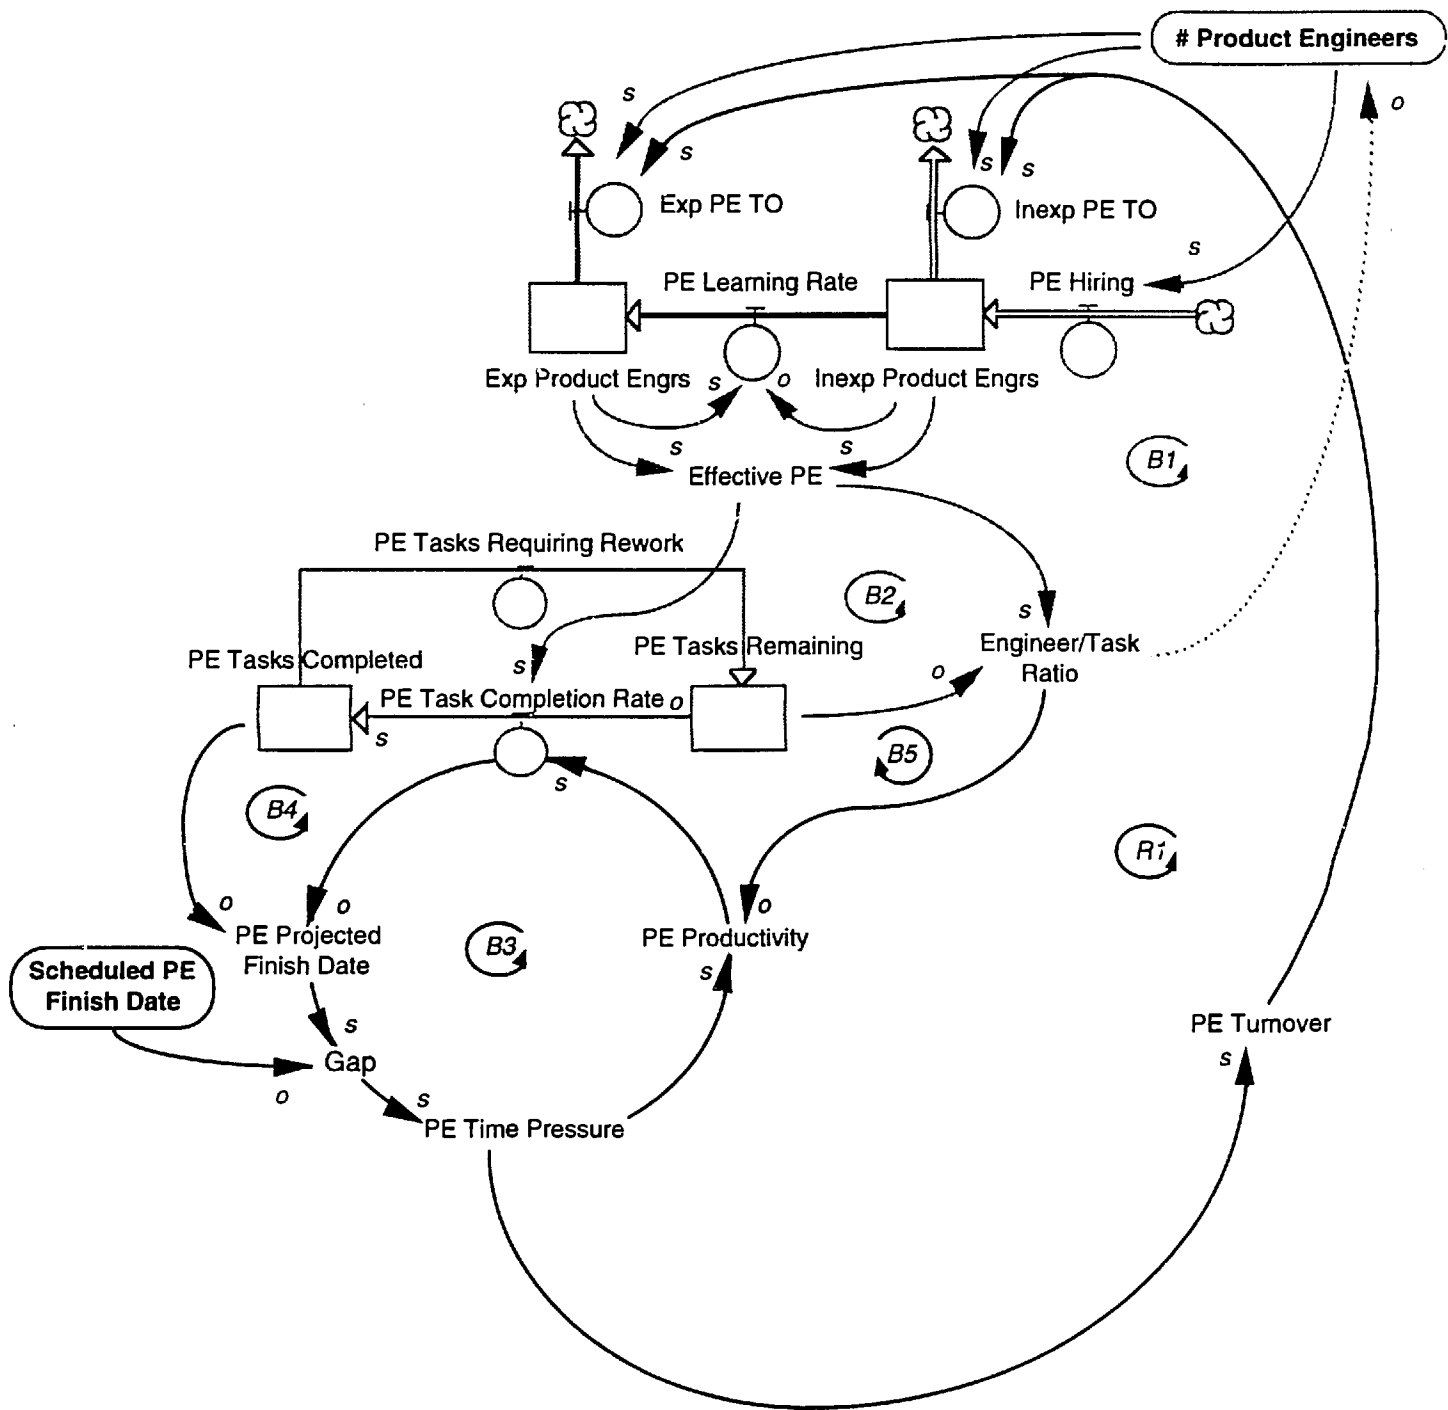 # Product Engineers
s
o
s
s
s
Exp PE TO
Inexp PE TO
s
PE Learning Rate
PE Hiring
Exp Product Engrs
s
o
Inexp Product Engrs
s
s
B1
Effective PE
PE Tasks Requiring Rework
B2
s
PE Tasks Completed
s
PE Tasks Remaining
Engineer/Task
Ratio
o
PE Task Completion Rate
o
s
B5
s
B4
R1
o
o
o
PE Projected
Finish Date
B3
PE Productivity
Scheduled PE
Finish Date
s
s
PE Turnover
Gap
s
o
s
PE Time Pressure